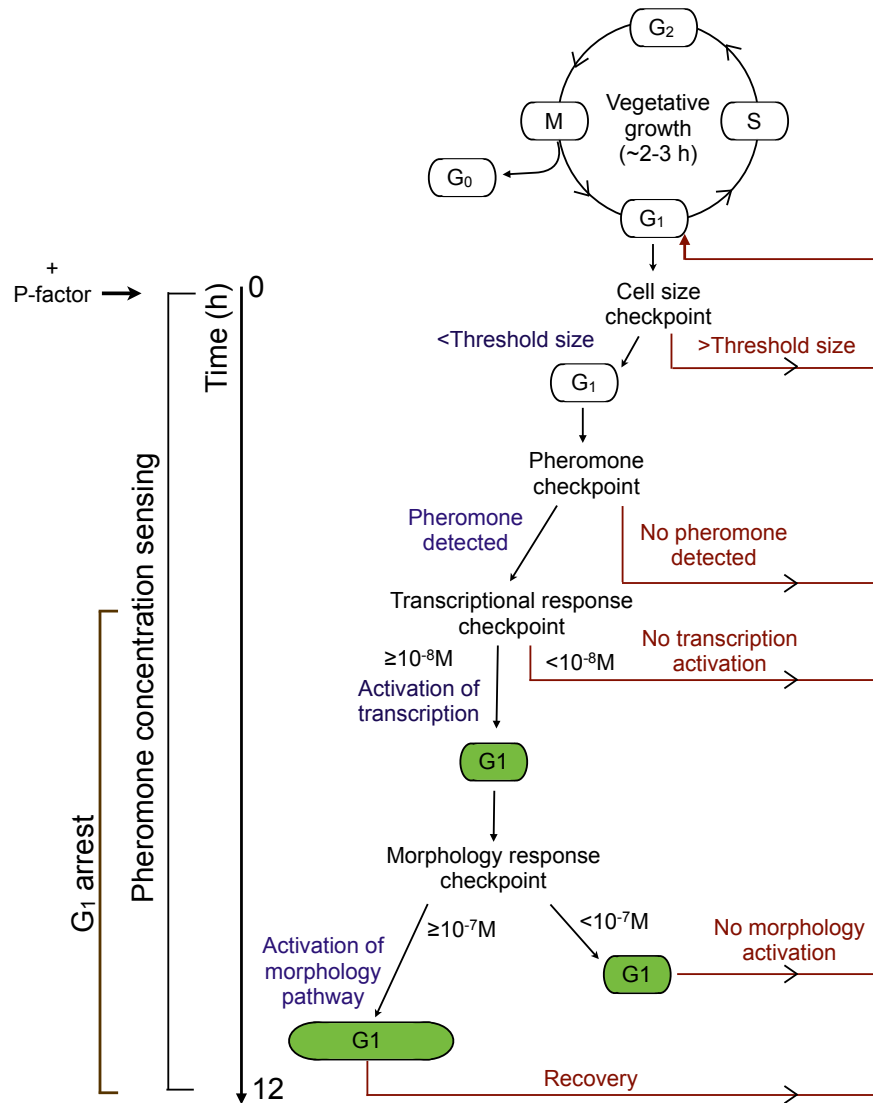 G₂
Vegetative
growth
(~2-3 h)
M
S
G₀
G₁
+
P-factor
0
Time (h)
Cell size
checkpoint
<Threshold size
>Threshold size
G₁
Pheromone
checkpoint
Pheromone
detected
No pheromone
detected
Pheromone concentration sensing
Transcriptional response
checkpoint
≥10⁻⁸M
<10⁻⁸M
No transcription
activation
Activation of
transcription
G1
G₁ arrest
Morphology response
checkpoint
≥10⁻⁷M
<10⁻⁷M
Activation of
morphology
pathway
G1
No morphology
activation
G1
Recovery
12